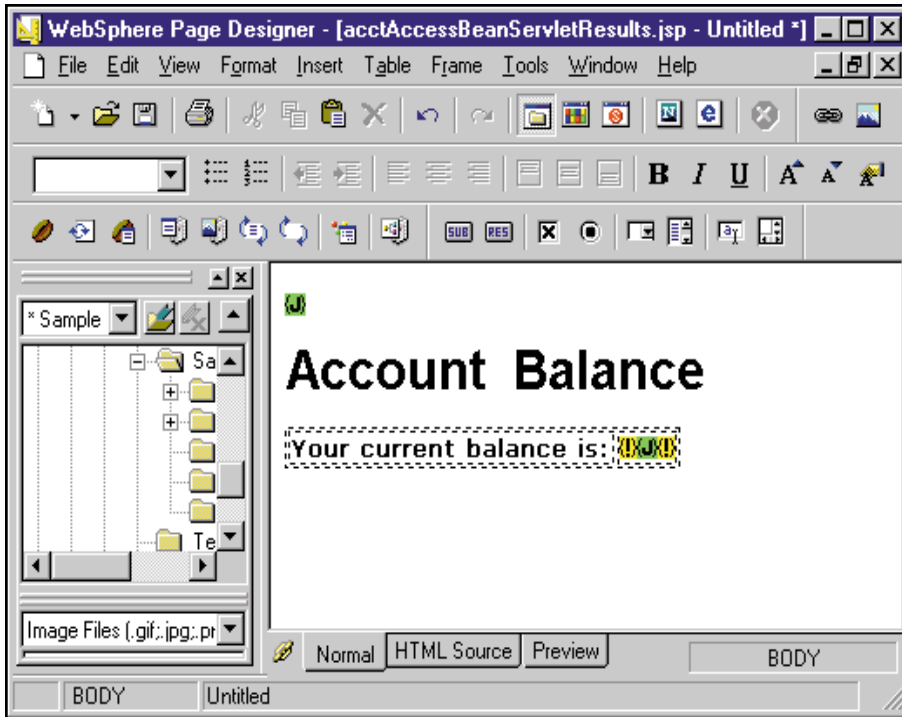 WebSphere Page Designer - [acctAccessBeanServletResults.jsp - Untitled *]
File Edit View Format Insert Table Frame Tools Window Help
B I U A A A
SUB RES a
* Sample
Sa
Te
Image Files (.gif;.jpg;.pr
{J}
Account Balance
Your current balance is: {!}{J}{!}
Normal HTML Source Preview BODY
BODY Untitled